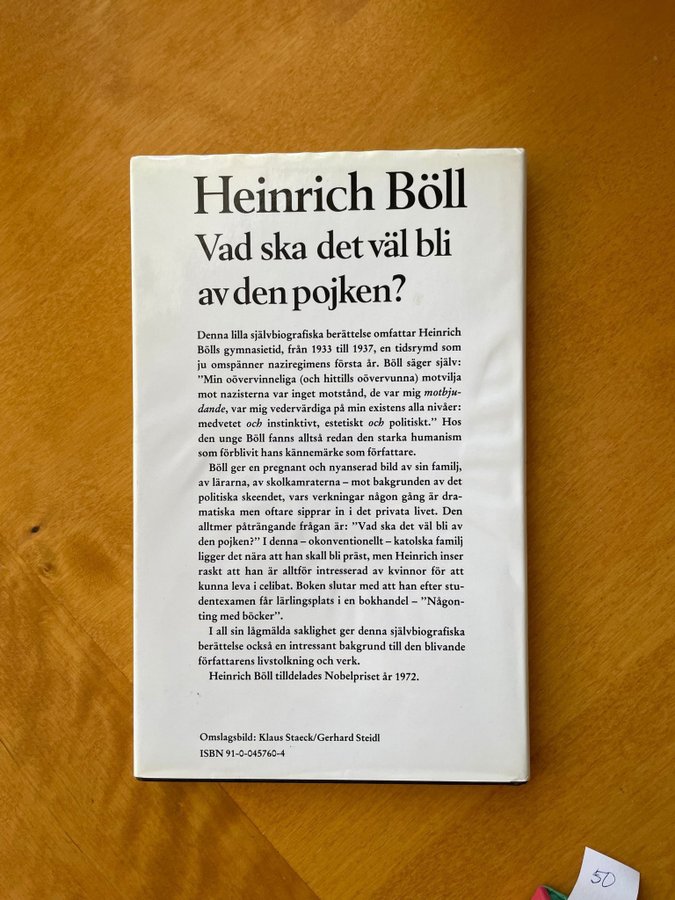 Heinrich Böll
Vad ska det väl bli
av den pojken?
Denna lilla självbiografiska berättelse omfattar Heinrich
Bölls gymnasietid, från 1933 till 1937, en tidsrymd som
ju omspänner naziregimens första år. Böll säger själv:
”Min oövervinneliga (och hittills oövervunna) motvilja
mot nazisterna var inget motstånd, de var mig motbju-
dande, var mig vedervärdiga på min existens alla nivåer:
medvetet och instinktivt, estetiskt och politiskt.” Hos
den unge Böll fanns alltså redan den starka humanism
som förblivit hans kännemärke som författare.
Böll ger en pregnant och nyanserad bild av sin familj,
av lärarna, av skolkamraterna – mot bakgrunden av det
politiska skeendet, vars verkningar någon gång är dra-
matiska men oftare sipprar in i det privata livet. Den
alltmer påträngande frågan är: ”Vad ska det väl bli av
den pojken?” I denna – okonventionellt – katolska familj
ligger det nära att han skall bli präst, men Heinrich inser
raskt att han är alltför intresserad av kvinnor för att
kunna leva i celibat. Boken slutar med att han efter stu-
dentexamen får lärlingsplats i en bokhandel – ”Någon-
ting med böcker”.
I all sin lågmälda saklighet ger denna självbiografiska
berättelse också en intressant bakgrund till den blivande
författarens livstolkning och verk.
Heinrich Böll tilldelades Nobelpriset år 1972.
Omslagsbild: Klaus Staeck/Gerhard Steidl
ISBN 91-0-045760-4
50